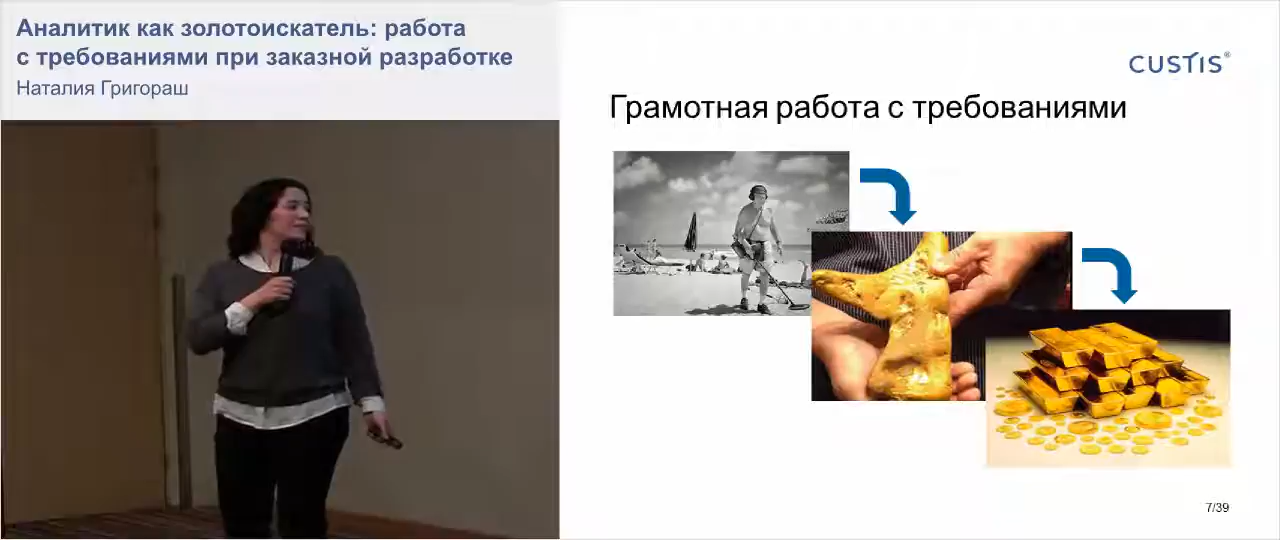 Аналитик как золотоискатель: работа
с требованиями при заказной разработке
Наталия Григораш
CUSTIS®
Грамотная работа с требованиями
7/39